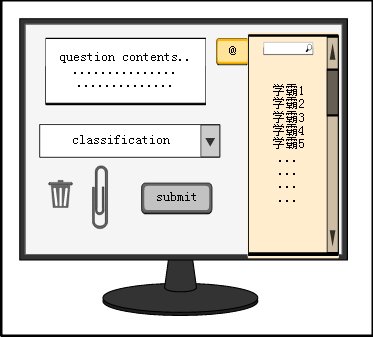 question contents..
...............
..............
@
classification
submit
学霸1
学霸2
学霸3
学霸4
学霸5
...
...
...
...